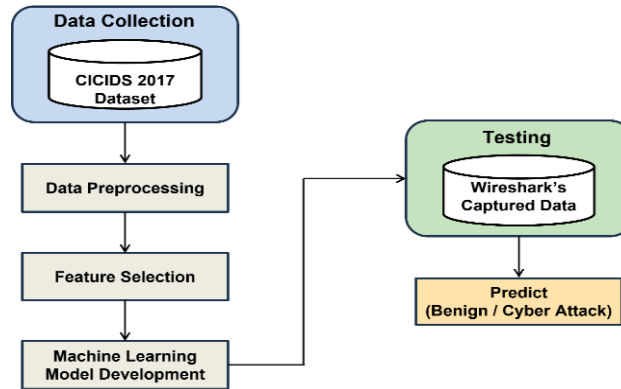 Data Collection
CICIDS 2017
Dataset
Data Preprocessing
Feature Selection
Machine Learning
Model Development
Testing
Wireshark's
Captured Data
Predict
(Benign / Cyber Attack)